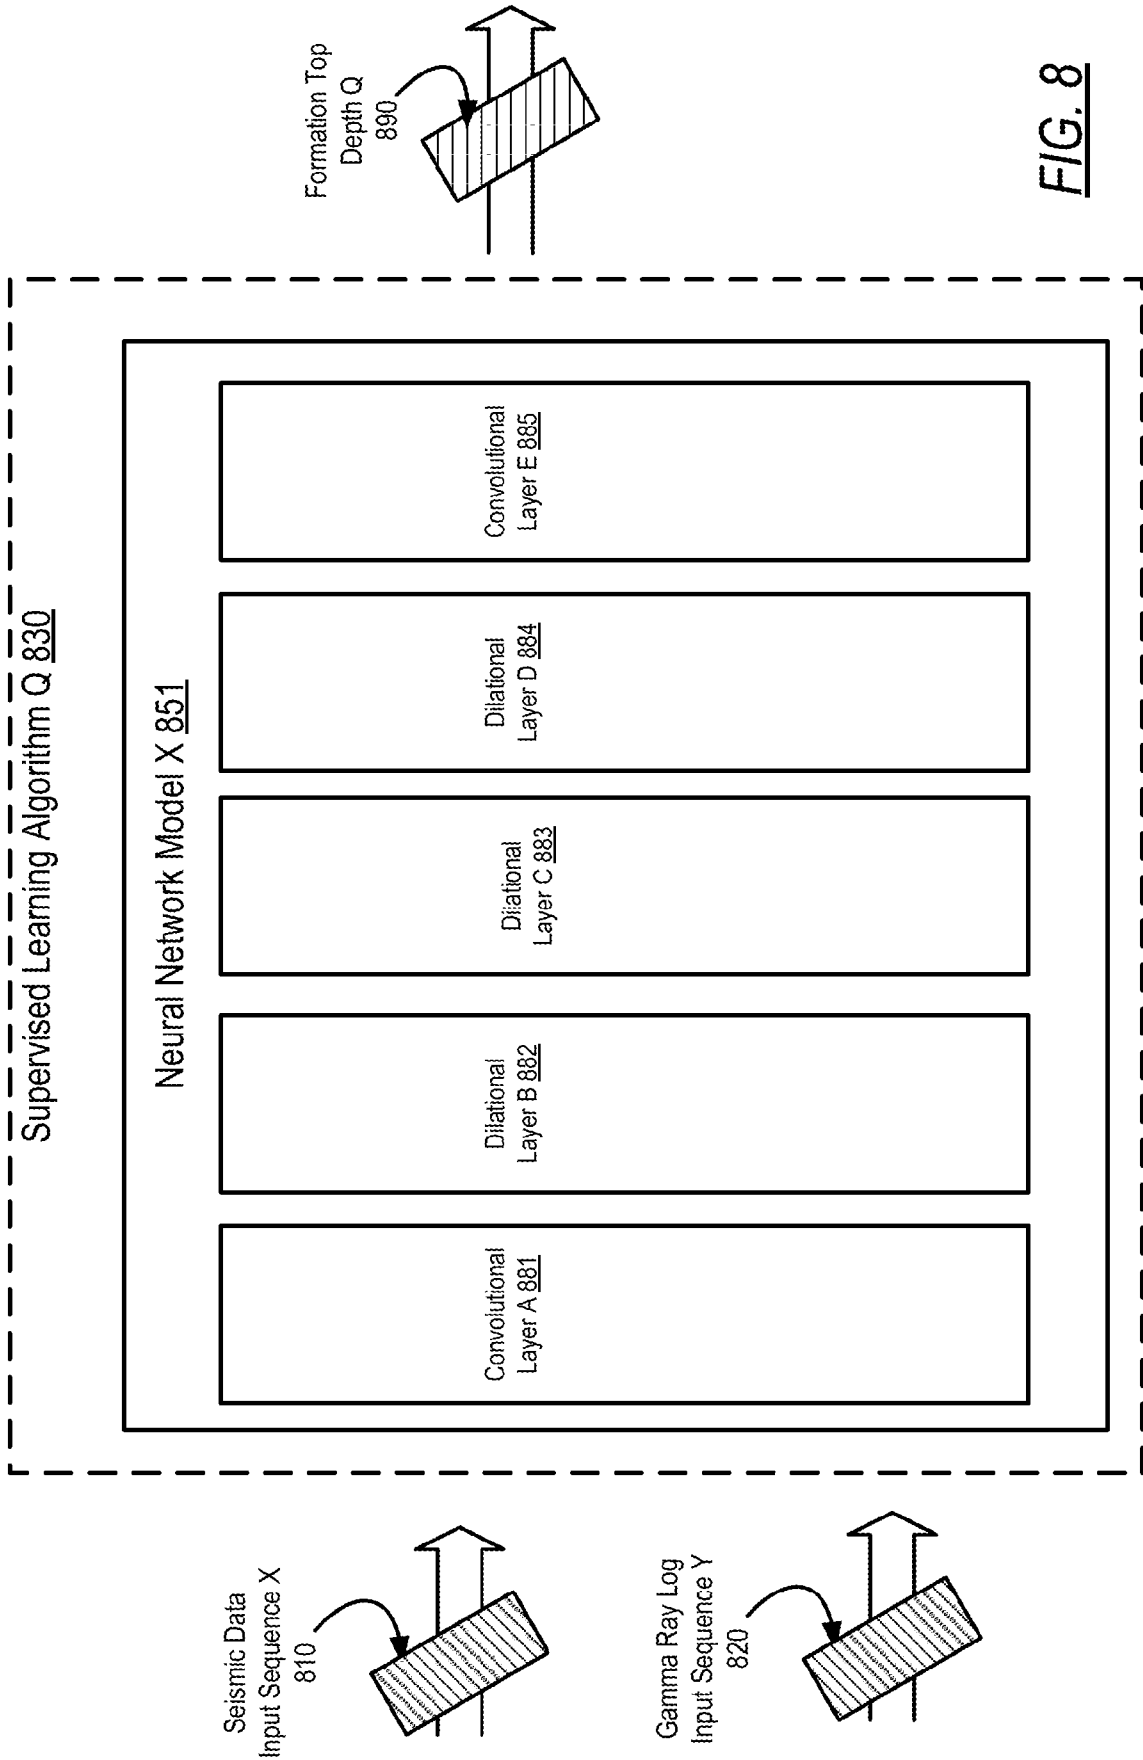 Supervised Learning Algorithm Q 830
Neural Network Model X 851
Seismic Data
Input Sequence X
810
Gamma Ray Log
Input Sequence Y
820
Convolutional
Layer A 881
Dilational
Layer B 882
Dilational
Layer C 883
Dilational
Layer D 884
Convolutional
Layer E 885
Formation Top
Depth Q
890
FIG. 8